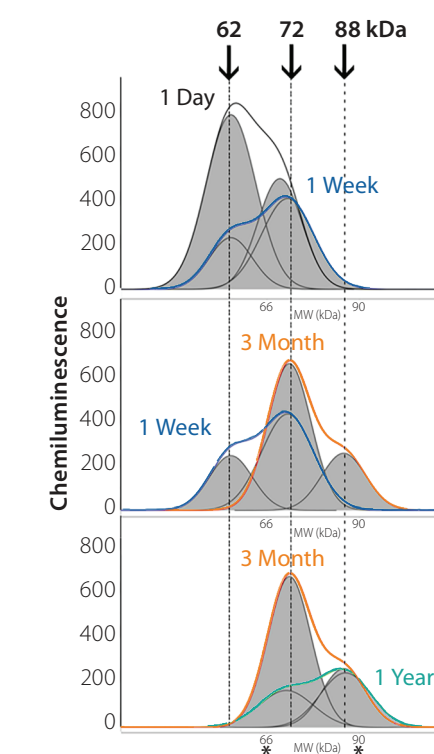 62 72 88 kDa
1 Day
800
600
1 Week
400
200
0
66 MW (kDa) 90
Chemiluminescence
800
3 Month
600
1 Week
400
200
0
66 MW (kDa) 90
800
3 Month
600
400
1 Year
200
0
66 MW (kDa) 90
* *